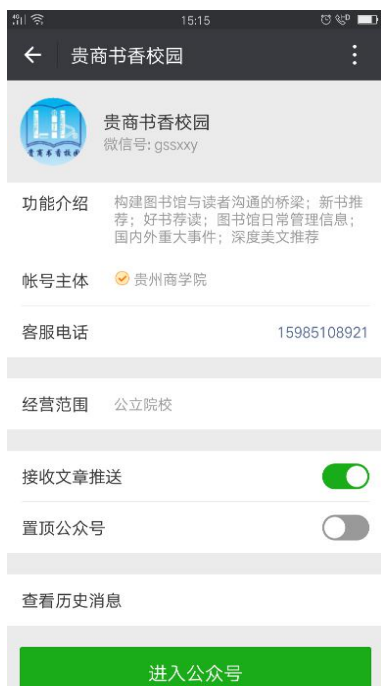 15:15
贵商书香校园
贵商书香校园
微信号: gssxxy
功能介绍
构建图书馆与读者沟通的桥梁；新书推
荐；好书荐读；图书馆日常管理信息；
国内外重大事件；深度美文推荐
帐号主体
贵州商学院
客服电话
15985108921
经营范围
公立院校
接收文章推送
置顶公众号
查看历史消息
进入公众号